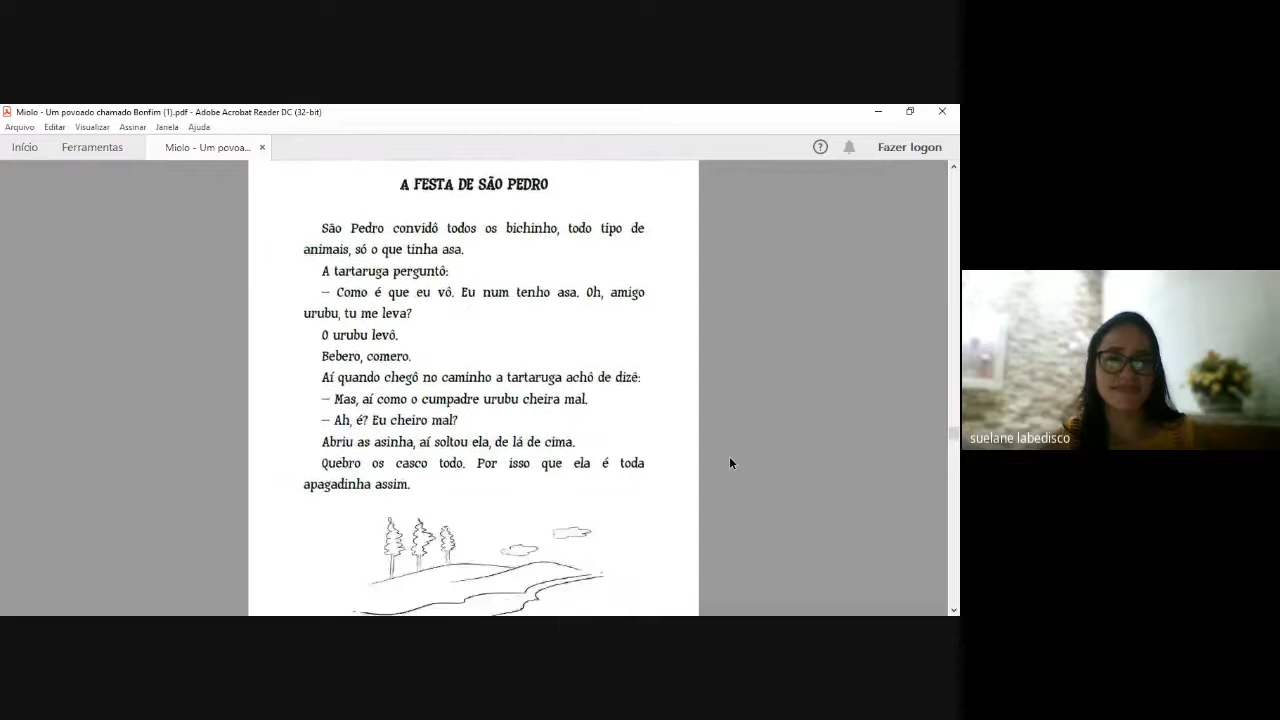 Miolo - Um povoado chamado Bonfim (1).pdf - Adobe Acrobat Reader DC (32-bit)
Arquivo Editar Visualizar Assinar Janela Ajuda
Início Ferramentas Miolo - Um povoa... × ? Fazer logon
A FESTA DE SÃO PEDRO
São Pedro convidô todos os bichinho, todo tipo de
animais, só o que tinha asa.
A tartaruga perguntô:
– Como é que eu vô. Eu num tenho asa. Oh, amigo
urubu, tu me leva?
O urubu levô.
Bebero, comero.
Aí quando chegô no caminho a tartaruga achô de dizê:
– Mas, aí como o cumpadre urubu cheira mal.
– Ah, é? Eu cheiro mal?
Abriu as asinha, aí soltou ela, de lá de cima.
Quebro os casco todo. Por isso que ela é toda
apagadinha assim.
suelane labedisco